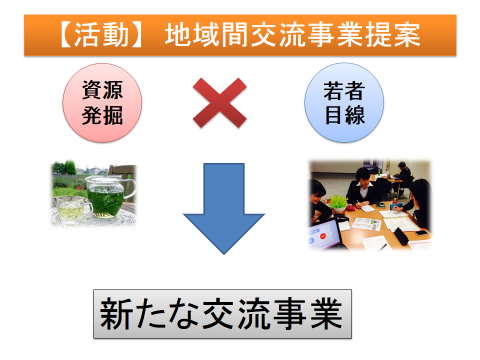 【活動】 地域間交流事業提案
資源
発掘
若者
目線
新たな交流事業